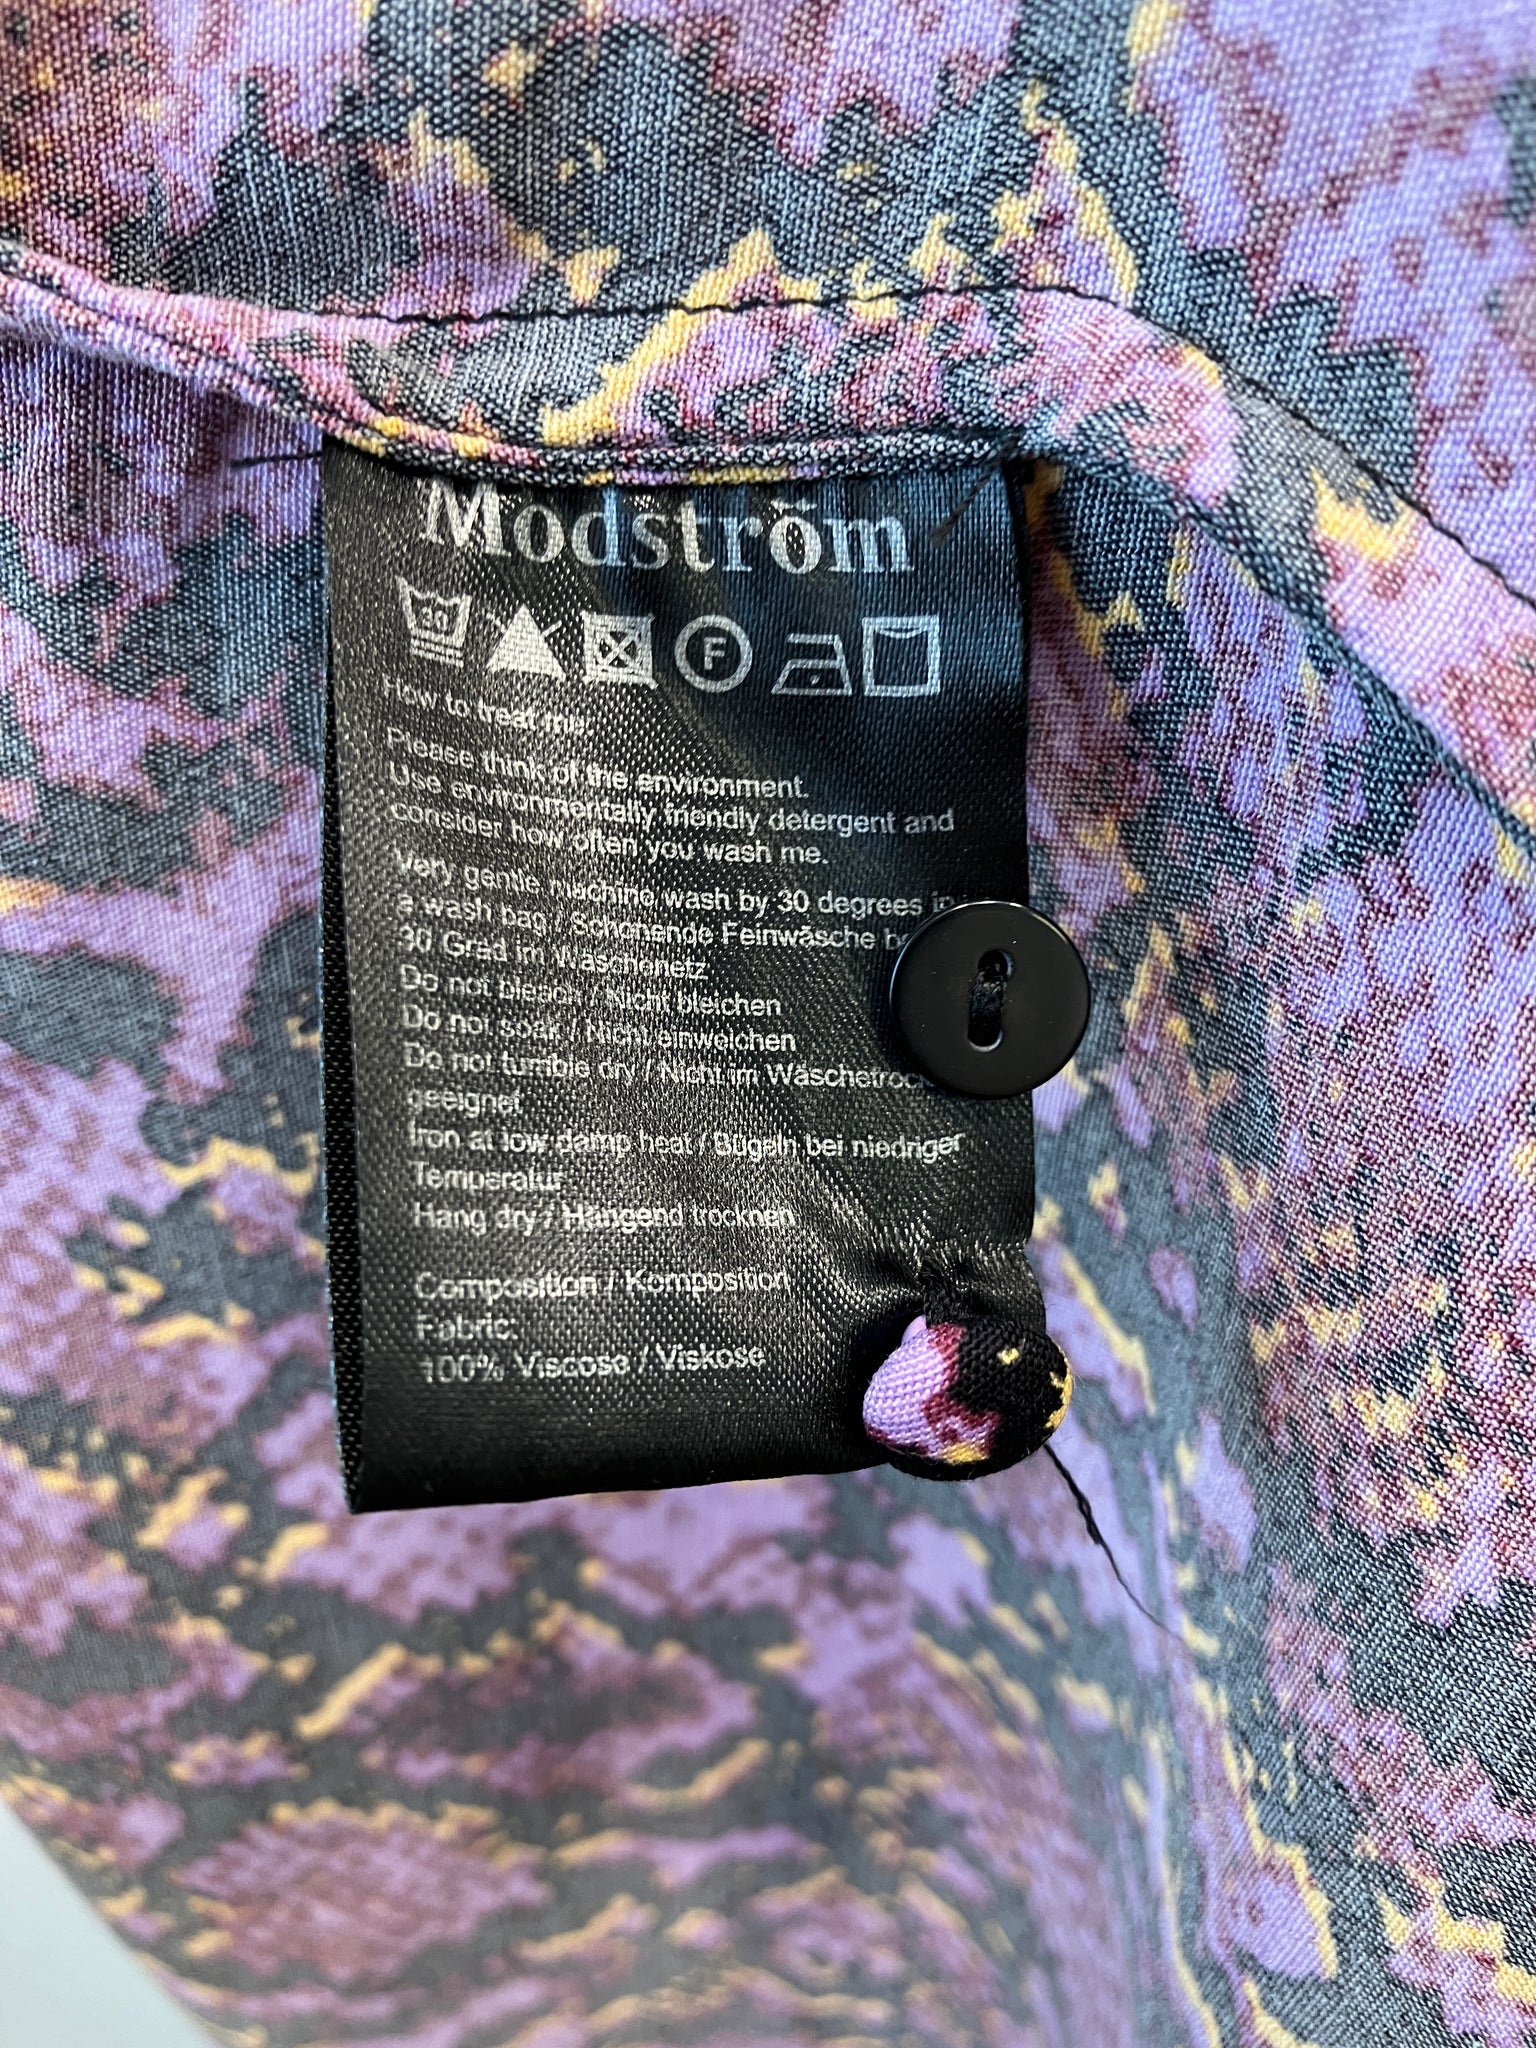 Modström
30
F
How to treat me:
Please think of the environment.
Use environmentally friendly detergent and
consider how often you wash me.
Very gentle machine wash by 30 degrees in
a wash bag / Schonende Feinwäsche
30 Grad im Wäschenetz
Do not bleach / Nicht bleichen
Do not soak / Nicht einweichen
Do not tumble dry / Nicht im Wäschetrock
geeignet
Iron at low damp heat / Bügeln bei niedriger
Temperatur
Hang dry / Hängend trocknen
Composition / Komposition
Fabric:
100% Viscose / Viskose